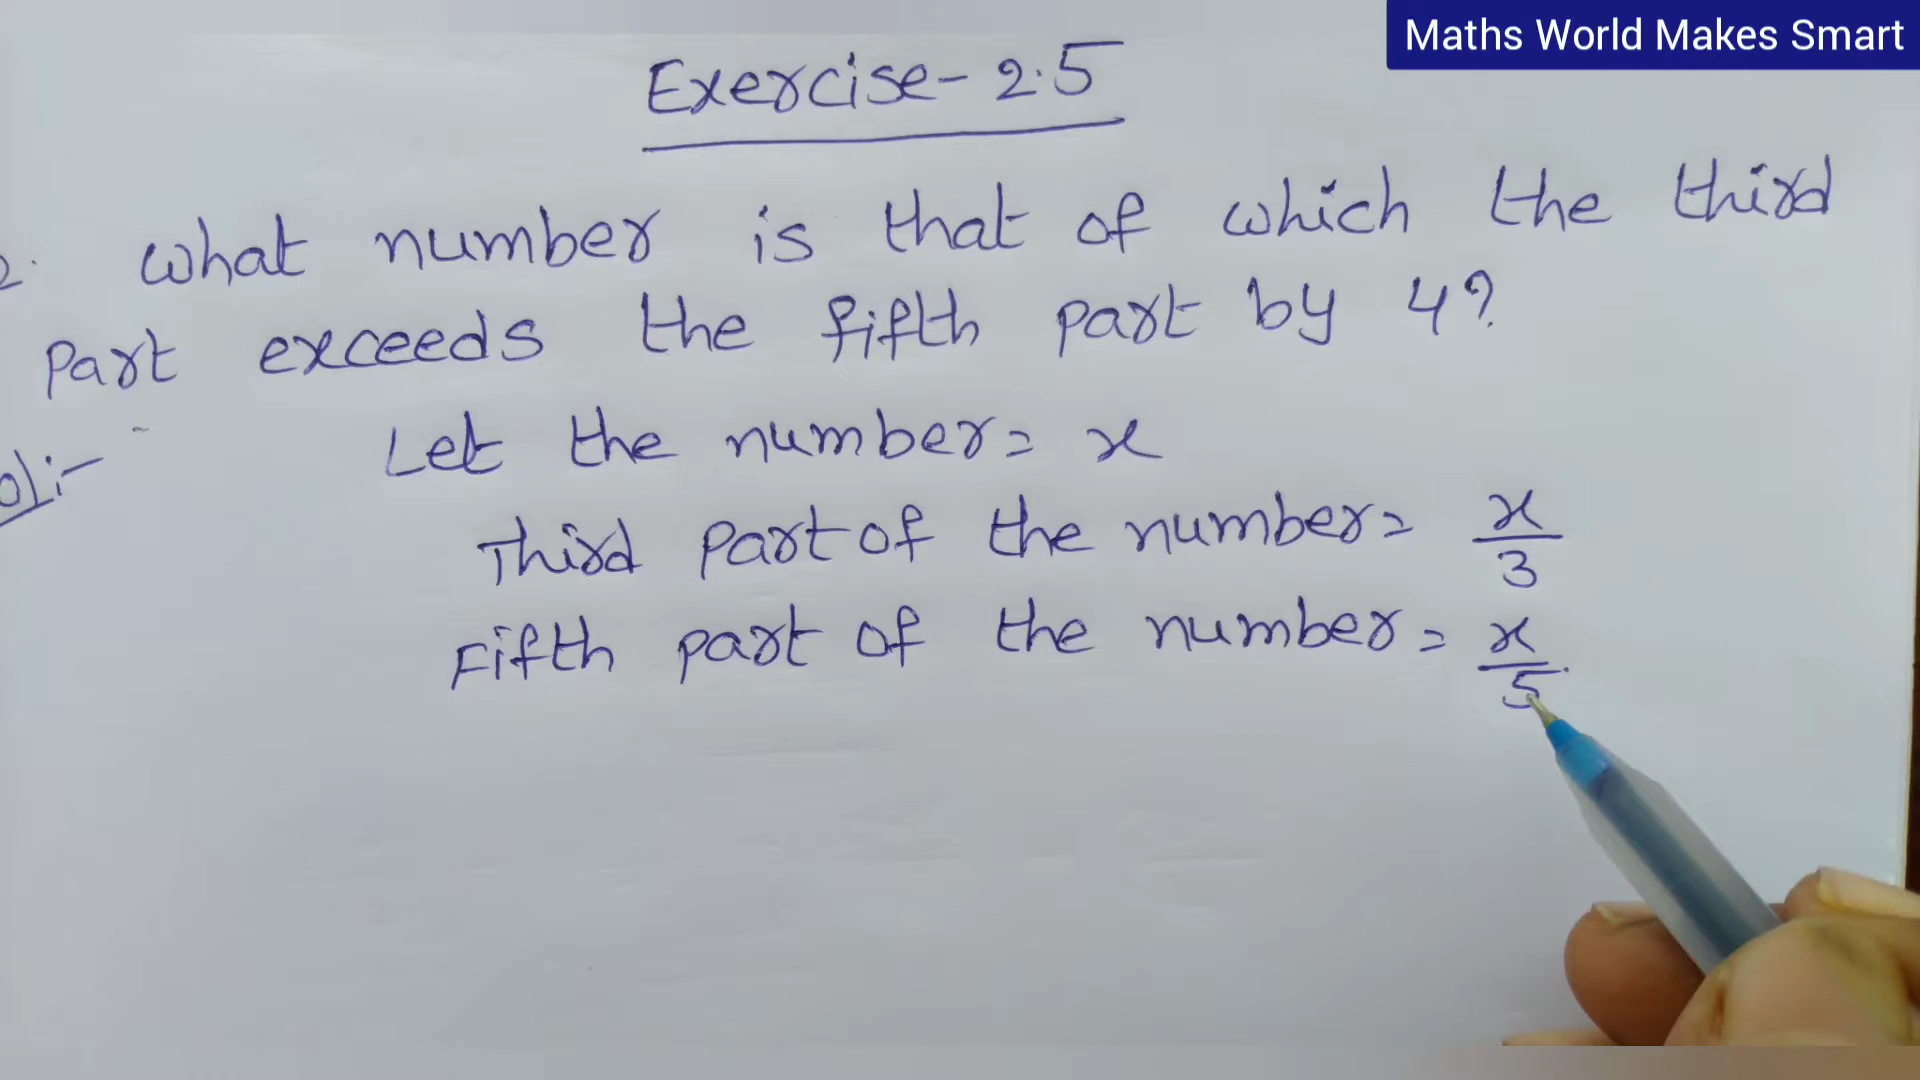 Maths World Makes Smart
Exercise- 2.5
2. What number is that of which the third
Part exceeds the fifth part by 4?
Let the number = x
Third part of the number = x/3
Fifth part of the number = x/5